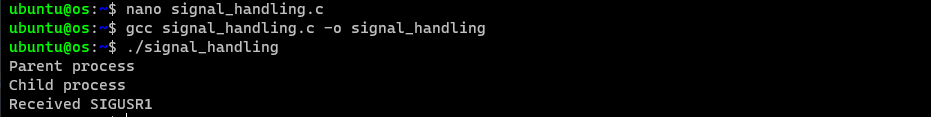 ubuntu@os:~$ nano signal_handling.c
ubuntu@os:~$ gcc signal_handling.c -o signal_handling
ubuntu@os:~$ ./signal_handling
Parent process
Child process
Received SIGUSR1